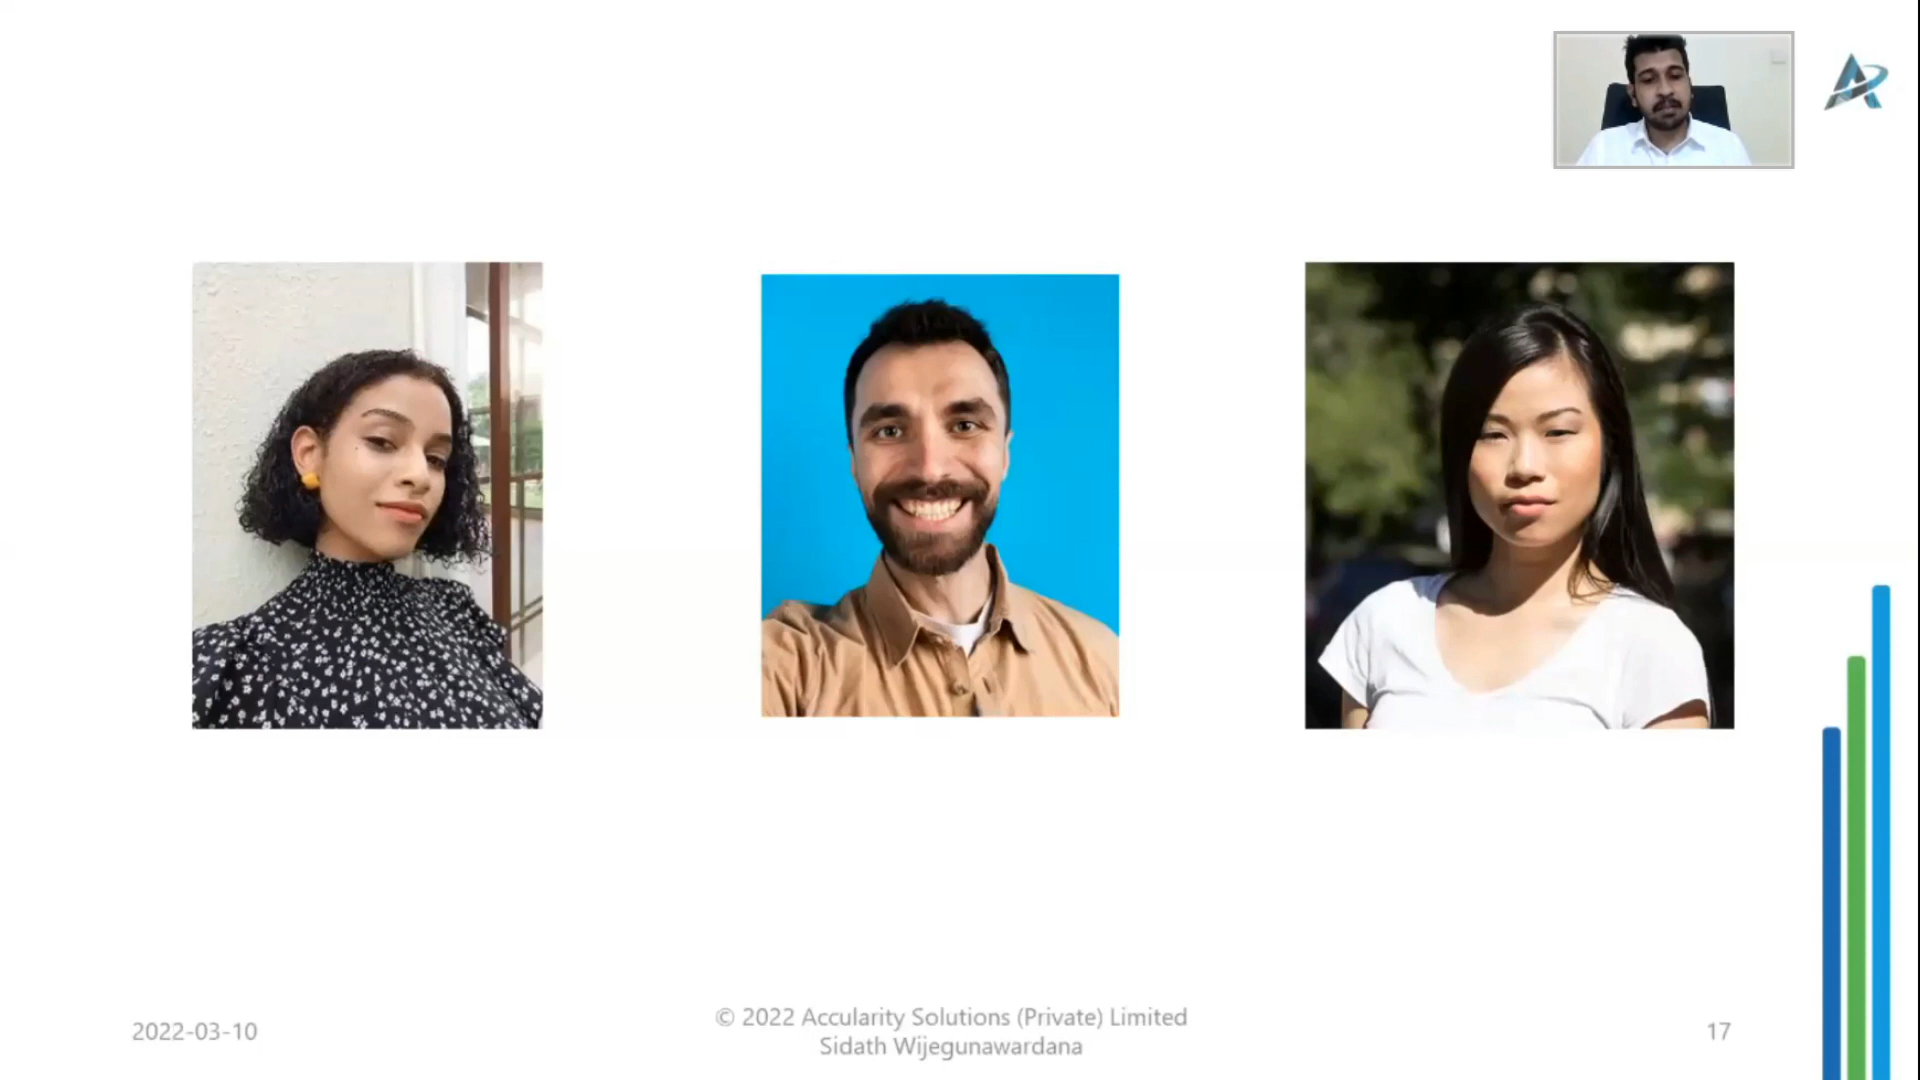 2022-03-10
© 2022 Accularity Solutions (Private) Limited
Sidath Wijegunawardana
17